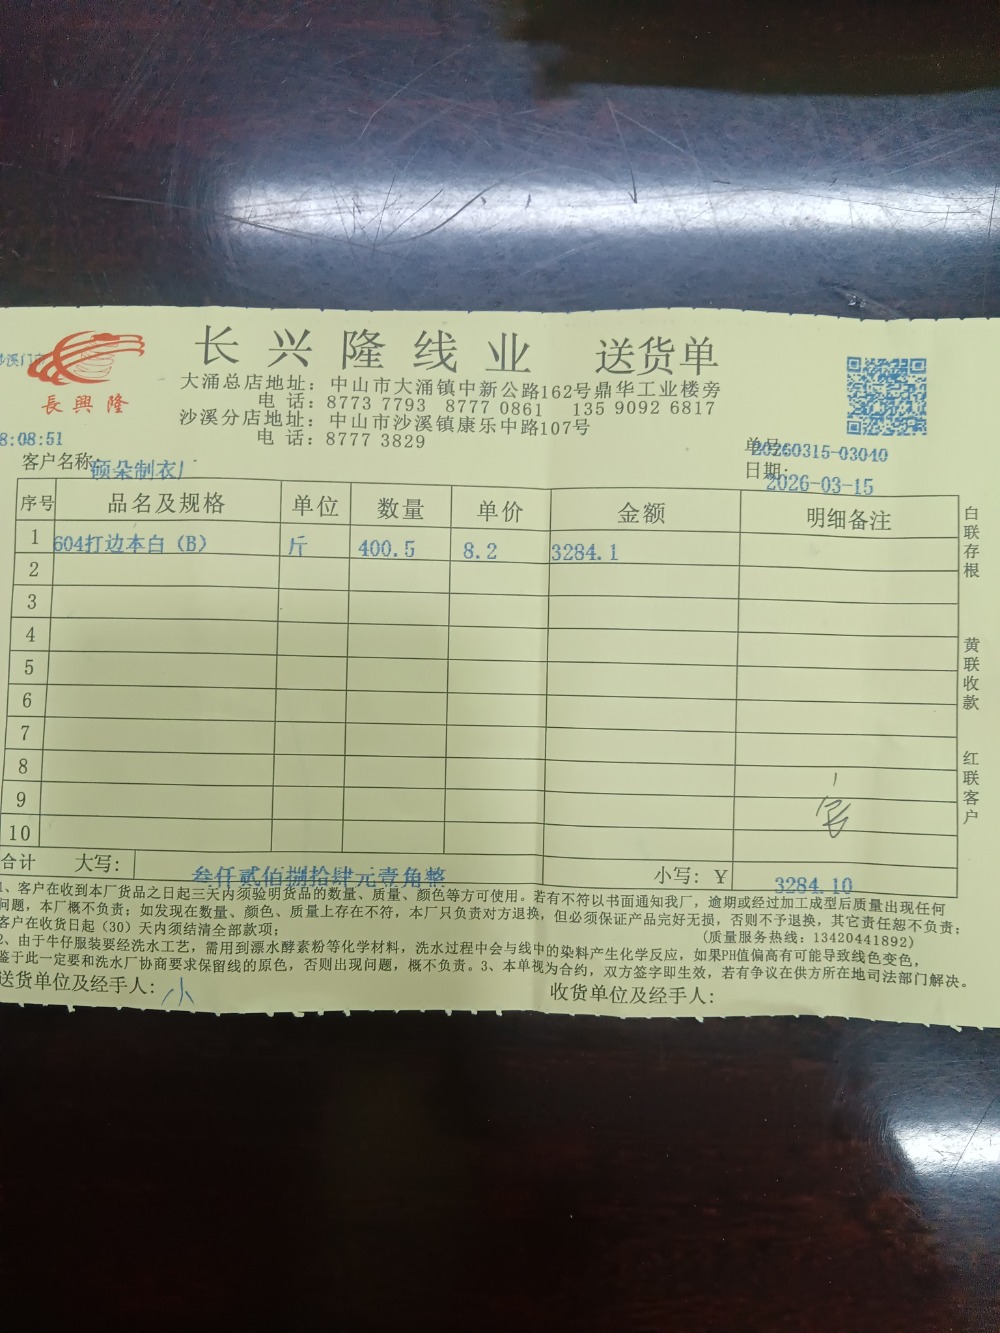 长兴隆线业 送货单
長興隆
大涌总店地址：中山市大涌镇中新公路162号鼎华工业楼旁
电 话：8773 7793 8777 0861 135 9092 6817
沙溪分店地址：中山市沙溪镇康乐中路107号
电 话：8777 3829
8:08:51
单号：20260315-03040
客户名称：硕朵制衣厂
日期：2026-03-15
序号 品名及规格 单位 数量 单价 金额 明细备注
1 604打边本白（B） 斤 400.5 8.2 3284.1
2
3
4
5
6
7
8
9
10
合计 大写：叁仟贰佰捌拾肆元壹角整 小写：Y 3284.10
白联存根
黄联收款
红联客户
1、客户在收到本厂货品之日起三天内须验明货品的数量、质量、颜色等方可使用。若有不符以书面通知我厂，逾期或经过加工成型后质量出现任何
问题，本厂概不负责；如发现在数量、颜色、质量上存在不符，本厂只负责对方退换，但必须保证产品完好无损，否则不予退换，其它责任恕不负责；
客户在收货日起（30）天内须结清全部款项； （质量服务热线：13420441892）
2、由于牛仔服装要经洗水工艺，需用到漂水酵素粉等化学材料，洗水过程中会与线中的染料产生化学反应，如果PH值偏高有可能导致线色变色，
鉴于此一定要和洗水厂协商要求保留线的原色，否则出现问题，概不负责。3、本单视为合约，双方签字即生效，若有争议在供方所在地司法部门解决。
送货单位及经手人：小
收货单位及经手人：